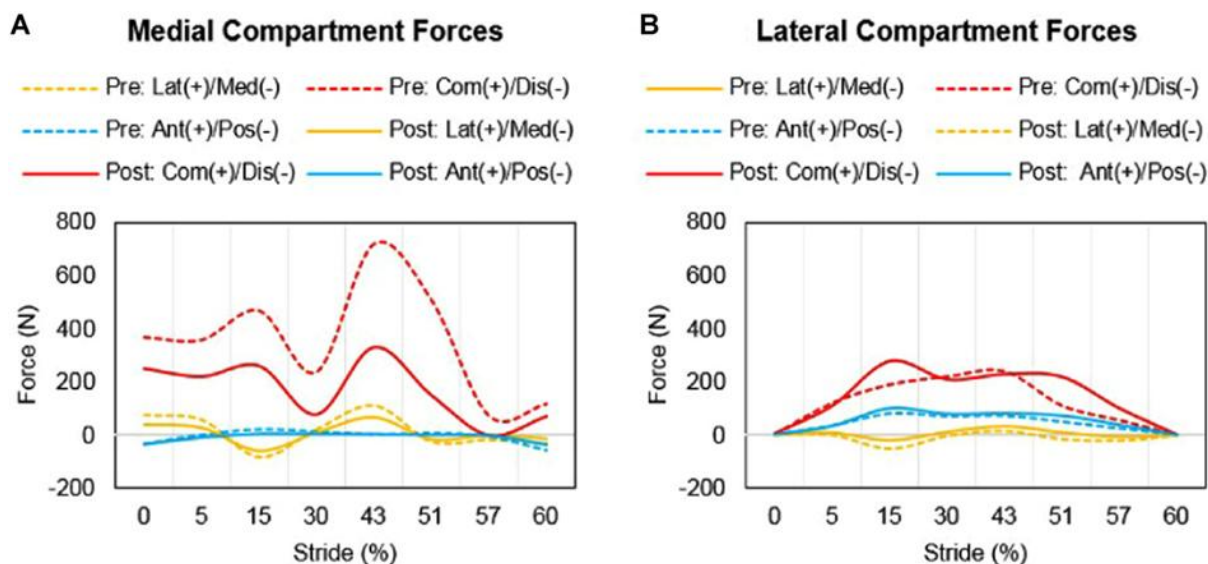 A Medial Compartment Forces
Pre: Lat(+)/Med(-) Pre: Com(+)/Dis(-)
Pre: Ant(+)/Pos(-) Post: Lat(+)/Med(-)
Post: Com(+)/Dis(-) Post: Ant(+)/Pos(-)
800
600
400
200
0
-200
Force (N)
0 5 15 30 43 51 57 60
Stride (%)
B Lateral Compartment Forces
Pre: Lat(+)/Med(-) Pre: Com(+)/Dis(-)
Pre: Ant(+)/Pos(-) Post: Lat(+)/Med(-)
Post: Com(+)/Dis(-) Post: Ant(+)/Pos(-)
800
600
400
200
0
-200
Force (N)
0 5 15 30 43 51 57 60
Stride (%)